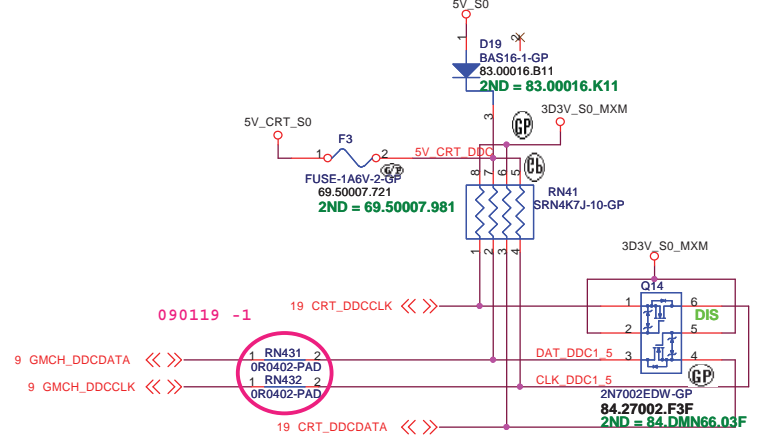 5V_S0
1
2
D19
BAS16-1-GP
83.00016.B11
2ND = 83.00016.K11
3
GP
3D3V_S0_MXM
5V_CRT_S0
F3
1
2
5V_CRT_DDC
GP
FUSE-1A6V-2-GP
69.50007.721
2ND = 69.50007.981
8
7
6
5
Cb
RN41
SRN4K7J-10-GP
1
2
3
4
3D3V_S0_MXM
Q14
19 CRT_DDCCLK
1
6
DIS
090119 -1
2
5
9 GMCH_DDCDATA
1
RN431
2
0R0402-PAD
DAT_DDC1_5
3
4
9 GMCH_DDCCLK
1
RN432
2
0R0402-PAD
CLK_DDC1_5
GP
2N7002EDW-GP
84.27002.F3F
2ND = 84.DMN66.03F
19 CRT_DDCDATA